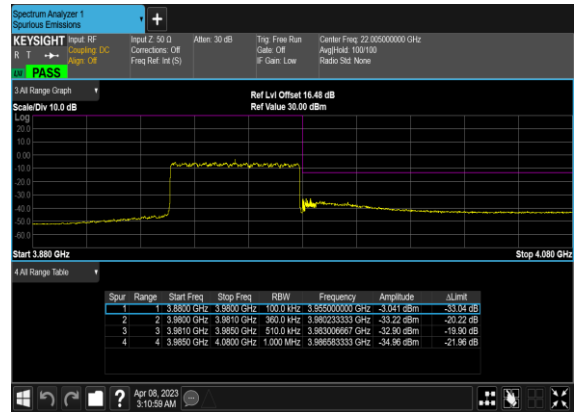 Spectrum Analyzer 1
Spurious Emissions
KEYSIGHT Input: RF Input Z: 50 Ω Atten: 30 dB Trig: Free Run Center Freq: 22.005000000 GHz
R T Coupling: DC Corrections: Off Gate: Off Avg|Hold: 100/100
Align: Off Freq Ref: Int (S) IF Gain: Low Radio Std: None
PASS
3 All Range Graph
Ref Lvl Offset 16.48 dB
Scale/Div 10.0 dB Ref Value 30.00 dBm
Log
20.0
10.0
0.00
-10.0
-20.0
-30.0
-40.0
-50.0
-60.0
Start 3.880 GHz Stop 4.080 GHz
4 All Range Table
Spur Range Start Freq Stop Freq RBW Frequency Amplitude ΔLimit
1 1 3.8800 GHz 3.9800 GHz 100.0 kHz 3.955000000 GHz -3.041 dBm -33.04 dB
2 2 3.9800 GHz 3.9810 GHz 360.0 kHz 3.980233333 GHz -33.22 dBm -20.22 dB
3 3 3.9810 GHz 3.9850 GHz 510.0 kHz 3.983006667 GHz -32.90 dBm -19.90 dB
4 4 3.9850 GHz 4.0800 GHz 1.000 MHz 3.986583333 GHz -34.96 dBm -21.96 dB
Apr 08, 2023
3:10:59 AM